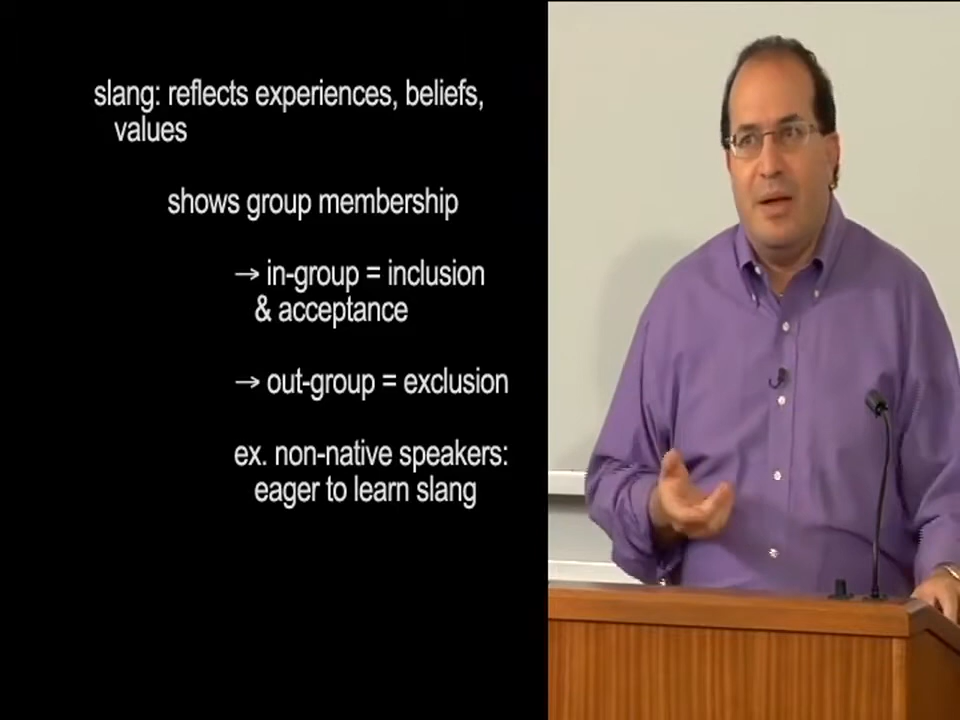 slang: reflects experiences, beliefs,
values
shows group membership
→ in-group = inclusion
& acceptance
→ out-group = exclusion
ex. non-native speakers:
eager to learn slang